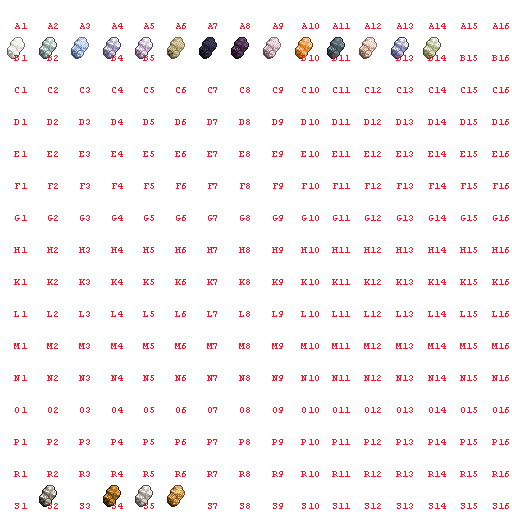 A1 A2 A3 A4 A5 A6 A7 A8 A9 A10 A11 A12 A13 A14 A15 A16
B1 B2 B4 B5 B10 B11 B13 B14 B15 B16
C1 C2 C3 C4 C5 C6 C7 C8 C9 C10 C11 C12 C13 C14 C15 C16
D1 D2 D3 D4 D5 D6 D7 D8 D9 D10 D11 D12 D13 D14 D15 D16
E1 E2 E3 E4 E5 E6 E7 E8 E9 E10 E11 E12 E13 E14 E15 E16
F1 F2 F3 F4 F5 F6 F7 F8 F9 F10 F11 F12 F13 F14 F15 F16
G1 G2 G3 G4 G5 G6 G7 G8 G9 G10 G11 G12 G13 G14 G15 G16
H1 H2 H3 H4 H5 H6 H7 H8 H9 H10 H11 H12 H13 H14 H15 H16
K1 K2 K3 K4 K5 K6 K7 K8 K9 K10 K11 K12 K13 K14 K15 K16
L1 L2 L3 L4 L5 L6 L7 L8 L9 L10 L11 L12 L13 L14 L15 L16
M1 M2 M3 M4 M5 M6 M7 M8 M9 M10 M11 M12 M13 M14 M15 M16
N1 N2 N3 N4 N5 N6 N7 N8 N9 N10 N11 N12 N13 N14 N15 N16
O1 O2 O3 O4 O5 O6 O7 O8 O9 O10 O11 O12 O13 O14 O15 O16
P1 P2 P3 P4 P5 P6 P7 P8 P9 P10 P11 P12 P13 P14 P15 P16
R1 R2 R3 R4 R5 R6 R7 R8 R9 R10 R11 R12 R13 R14 R15 R16
S1 S2 S3 S4 S5 S7 S8 S9 S10 S11 S12 S13 S14 S15 S16